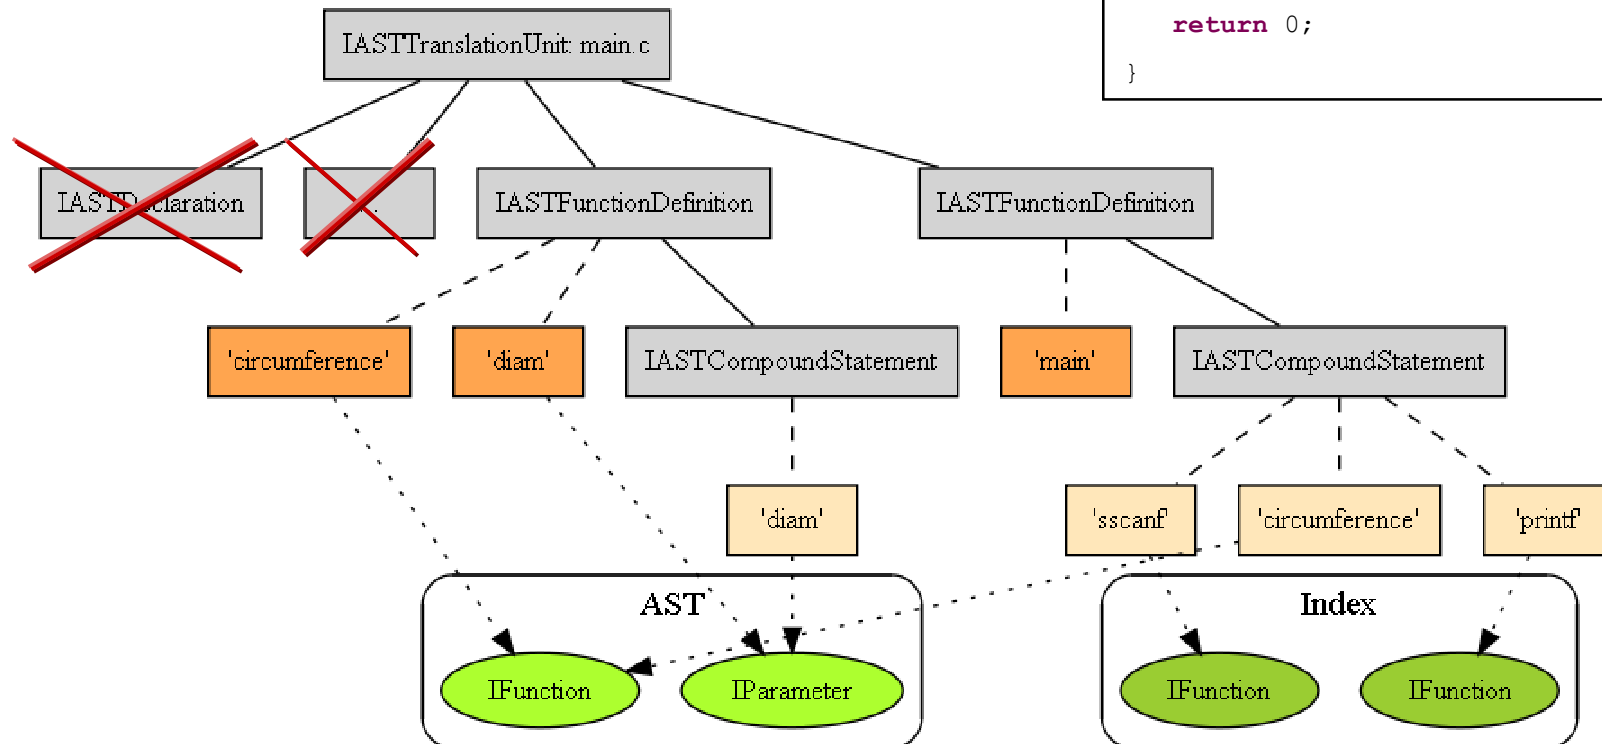 return 0;
}
IASTTranslationUnit: main.c
IASTDeclaration
IASTFunctionDefinition
IASTFunctionDefinition
'circumference'
'diam'
IASTCompoundStatement
'main'
IASTCompoundStatement
'diam'
'sscanf'
'circumference'
'printf'
AST
Index
IFunction
IParameter
IFunction
IFunction